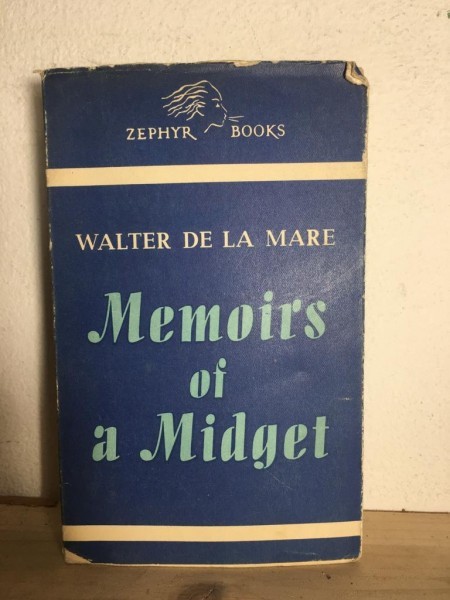 ZEPHYR BOOKS
WALTER DE LA MARE
Memoirs
of
a Midget